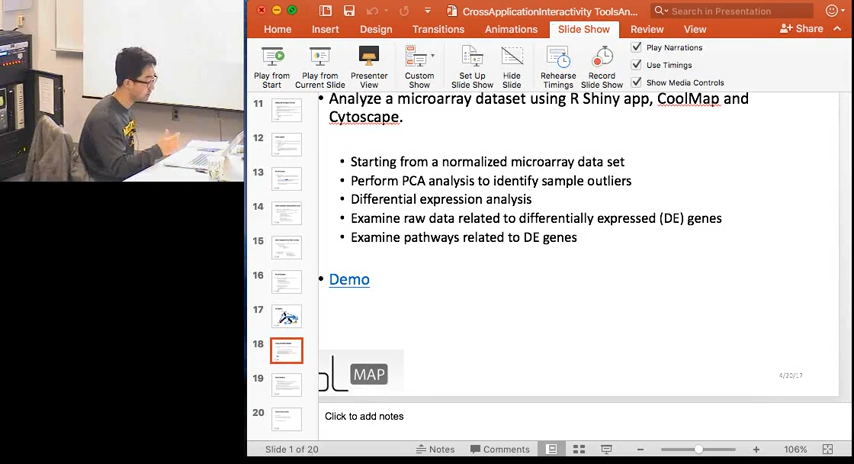 CrossApplicationInteractivity ToolsAn...
Search in Presentation
Home Insert Design Transitions Animations Slide Show Review View Share
Play from Start
Play from Current Slide
Presenter View
Custom Show
Set Up Slide Show
Hide Slide
Rehearse Timings
Record Slide Show
Play Narrations
Use Timings
Show Media Controls
11
12
13
14
15
16
17
18
19
20
• Analyze a microarray dataset using R Shiny app, CoolMap and
Cytoscape.
• Starting from a normalized microarray data set
• Perform PCA analysis to identify sample outliers
• Differential expression analysis
• Examine raw data related to differentially expressed (DE) genes
• Examine pathways related to DE genes
• Demo
OL MAP
4/20/17
Click to add notes
Slide 1 of 20 Notes Comments 106%